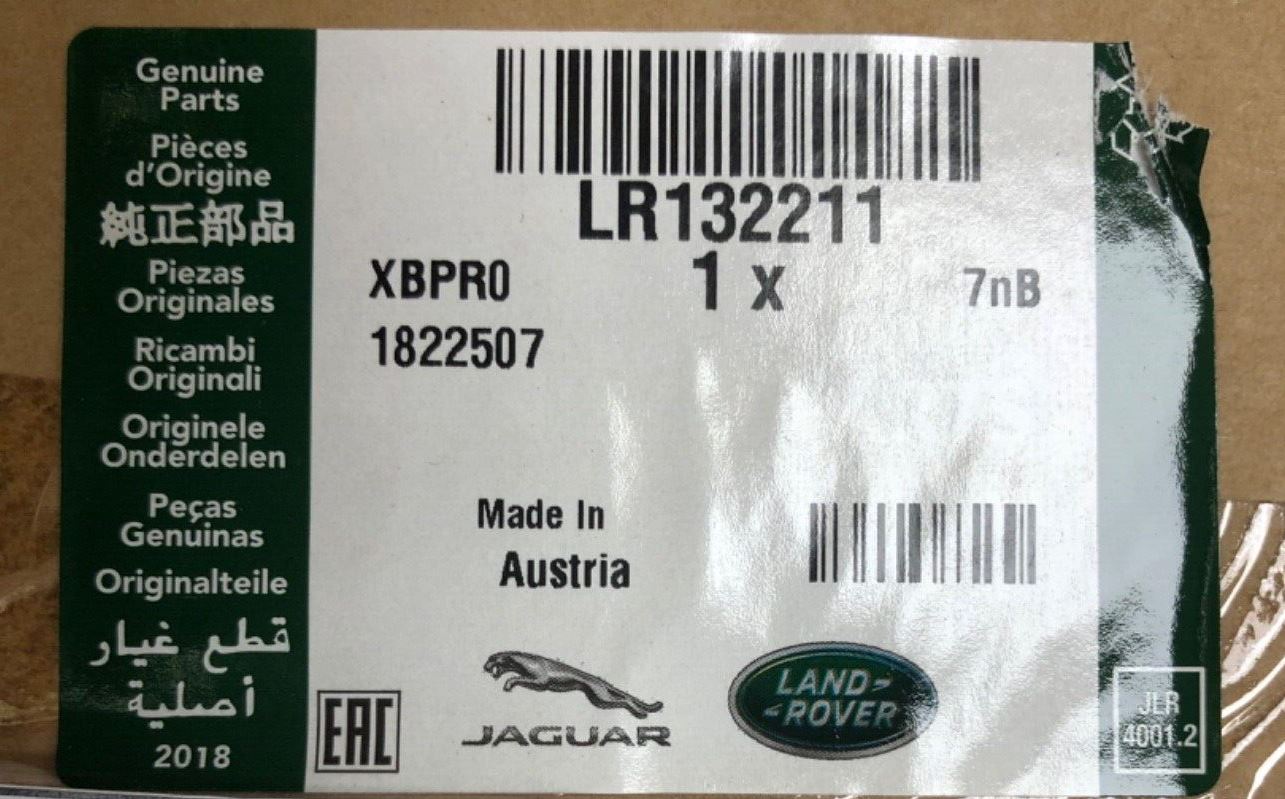 Genuine
Parts
Pièces
d'Origine
純正部品
Piezas
Originales
Ricambi
Originali
Originele
Onderdelen
Peças
Genuinas
Originalteile
قطع غيار
أصلية
2018
LR132211
XBPRO
1 x
7nB
1822507
Made In
Austria
EAC
JAGUAR
LAND-
-ROVER
JLR
4001.2